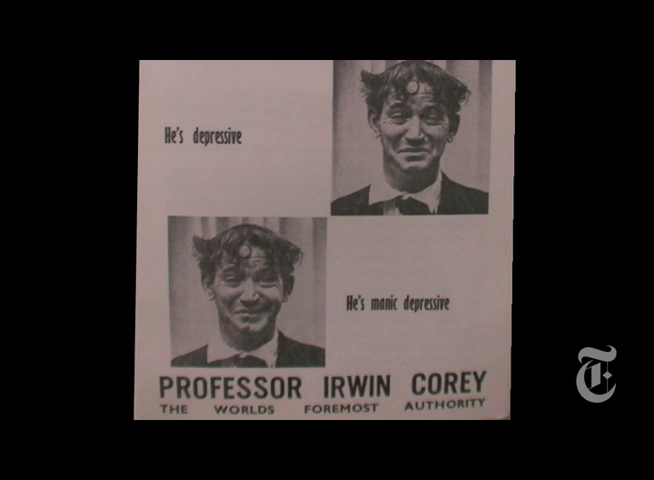 He's depressive
He's manic depressive
PROFESSOR IRWIN COREY
THE WORLDS FOREMOST AUTHORITY
T